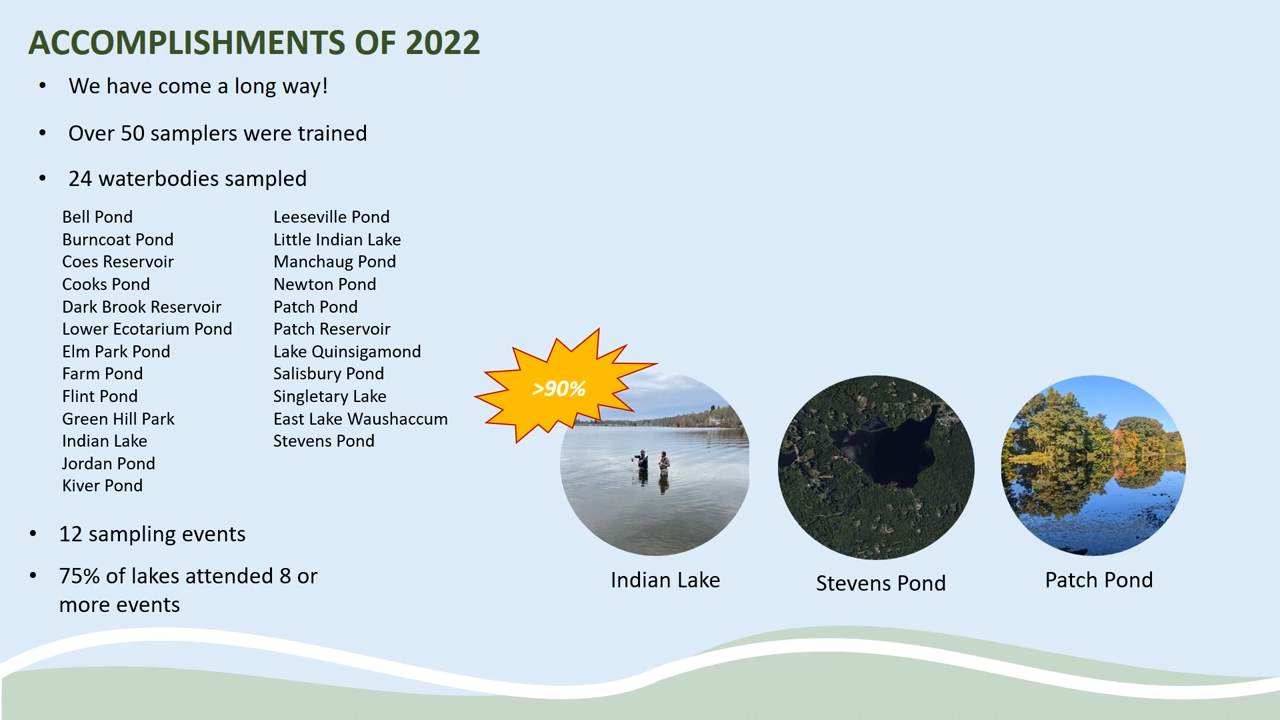 ACCOMPLISHMENTS OF 2022
• We have come a long way!
• Over 50 samplers were trained
• 24 waterbodies sampled
Bell Pond
Burncoat Pond
Coes Reservoir
Cooks Pond
Dark Brook Reservoir
Lower Ecotarium Pond
Elm Park Pond
Farm Pond
Flint Pond
Green Hill Park
Indian Lake
Jordan Pond
Kiver Pond
Leeseville Pond
Little Indian Lake
Manchaug Pond
Newton Pond
Patch Pond
Patch Reservoir
Lake Quinsigamond
Salisbury Pond
Singletary Lake
East Lake Waushaccum
Stevens Pond
• 12 sampling events
• 75% of lakes attended 8 or
more events
>90%
Indian Lake
Stevens Pond
Patch Pond